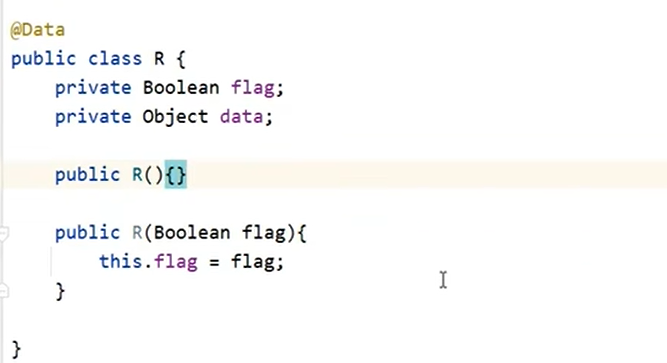 @Data
public class R {
    private Boolean flag;
    private Object data;
    public R(){}
    public R(Boolean flag){
        this.flag = flag;
    }
}